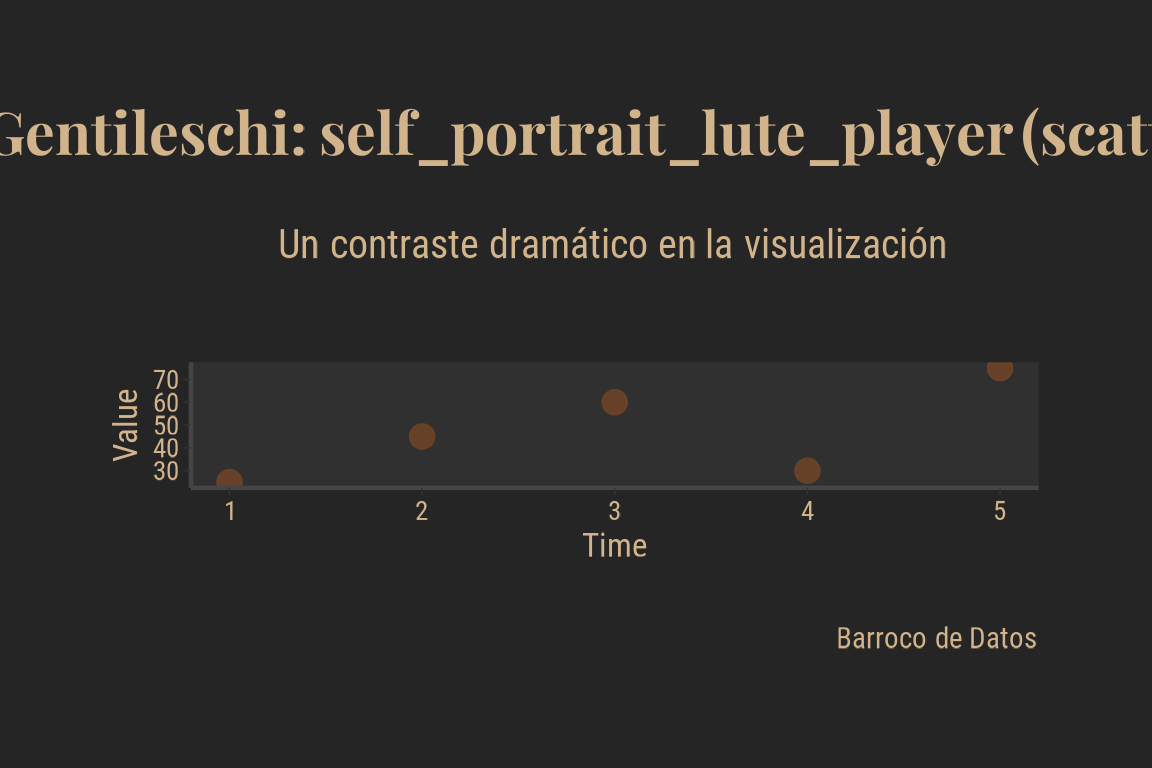 Gentileschi: self_portrait_lute_player (scat
Un contraste dramático en la visualización
Value
70
60
50
40
30
1 2 3 4 5
Time
Barroco de Datos